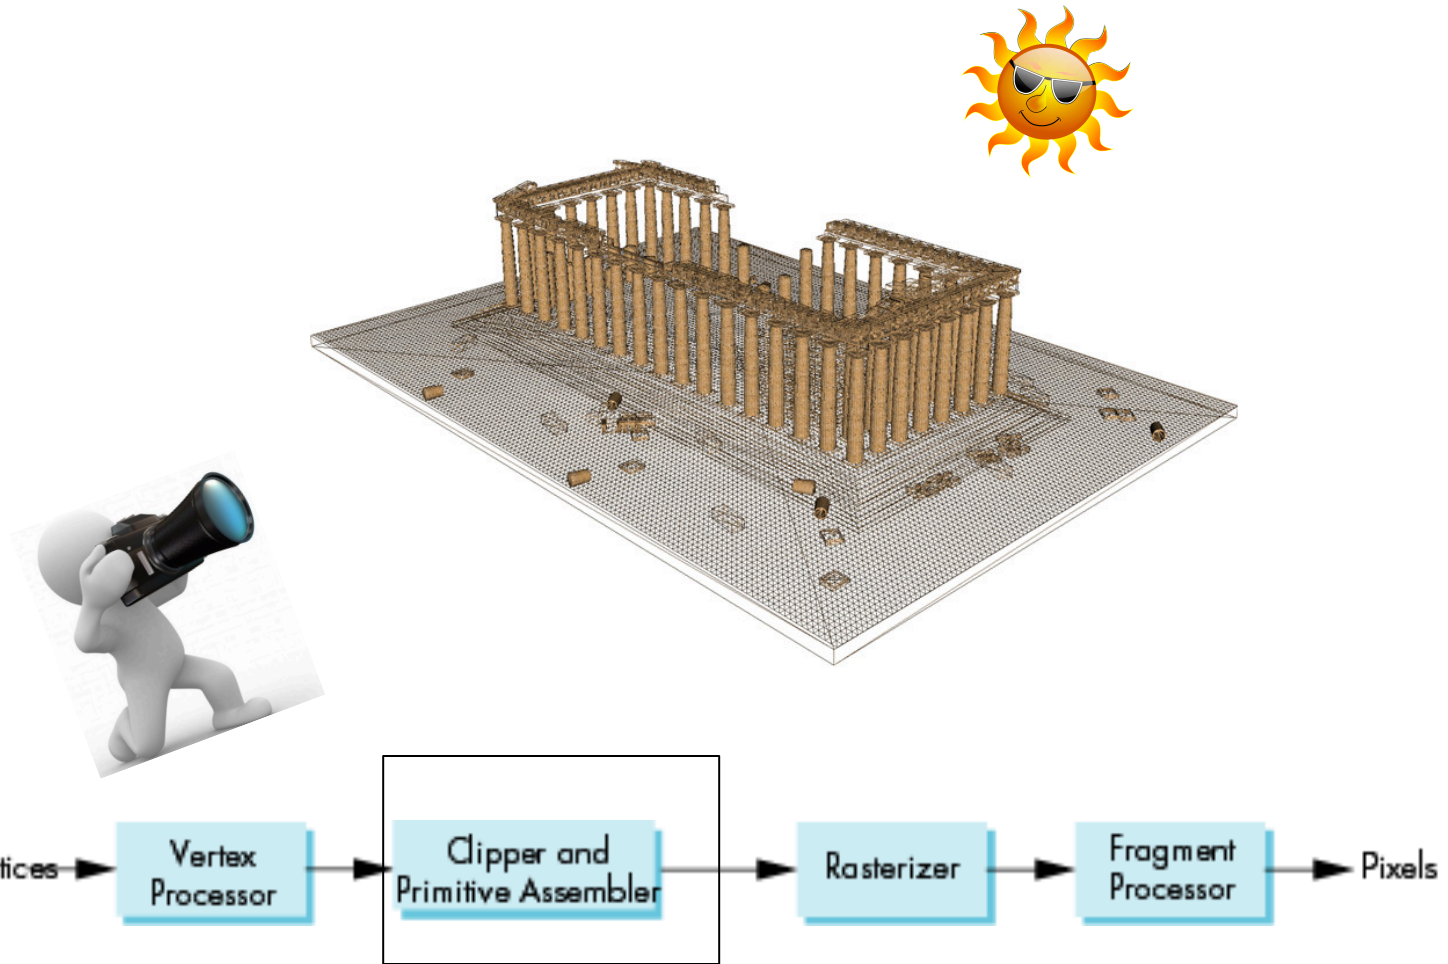 tices
Vertex
Processor
Clipper and
Primitive Assembler
Rasterizer
Fragment
Processor
Pixels